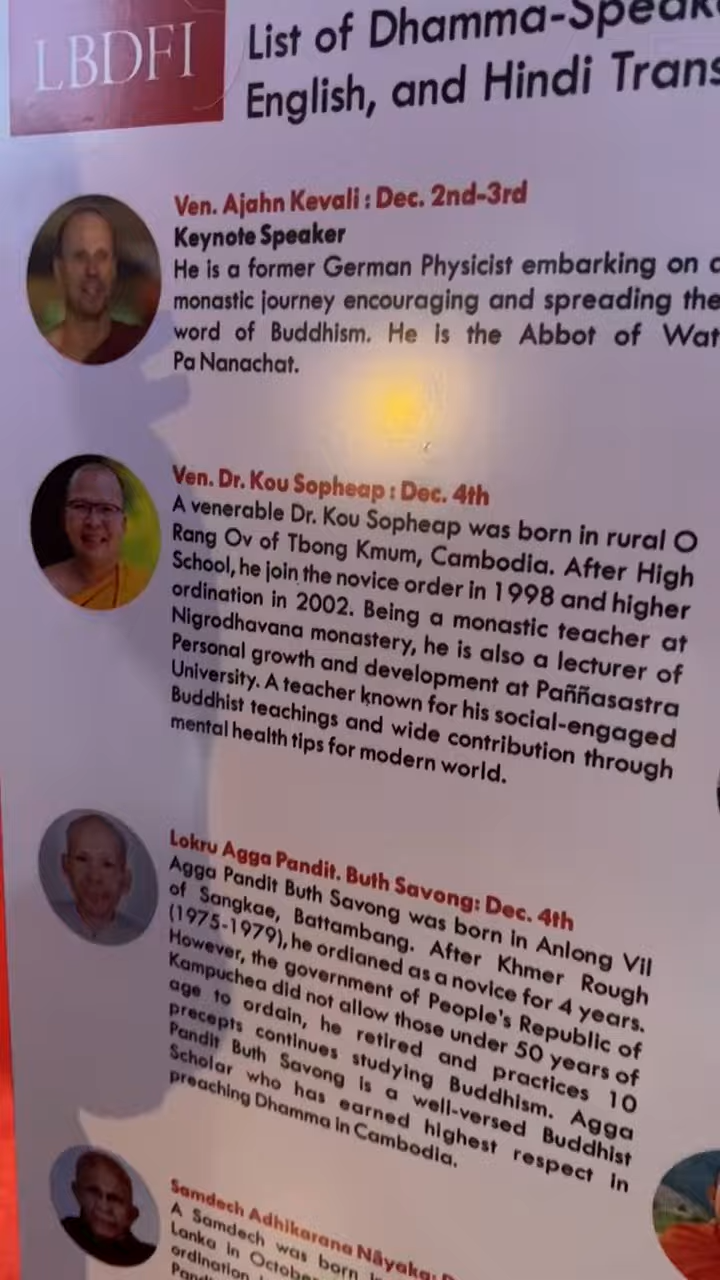 LBDFI
List of Dhamma-Speak
English, and Hindi Trans
Ven. Ajahn Kevali : Dec. 2nd-3rd
Keynote Speaker
He is a former German Physicist embarking on a
monastic journey encouraging and spreading the
word of Buddhism. He is the Abbot of Wat
Pa Nanachat.
Ven. Dr. Kou Sopheap : Dec. 4th
A venerable Dr. Kou Sopheap was born in rural O
Rang Ov of Tbong Kmum, Cambodia. After High
School, he join the novice order in 1998 and higher
ordination in 2002. Being a monastic teacher at
Nigrodhavana monastery, he is also a lecturer of
Personal growth and development at Paññasastra
University. A teacher known for his social-engaged
Buddhist teachings and wide contribution through
mental health tips for modern world.
Lokru Agga Pandit. Buth Savong: Dec. 4th
Agga Pandit Buth Savong was born in Anlong Vil
of Sangkae, Battambang. After Khmer Rough
(1975-1979), he ordianed as a novice for 4 years.
However, the government of People's Republic of
Kampuchea did not allow those under 50 years of
age to ordain, he retired and practices 10
precepts continues studying Buddhism. Agga
Pandit Buth Savong is a well-versed Buddhist
Scholar who has earned highest respect in
preaching Dhamma in Cambodia.
Samdech Adhikarana Nāyaka: D
A Samdech was born
Lanka in October
ordination